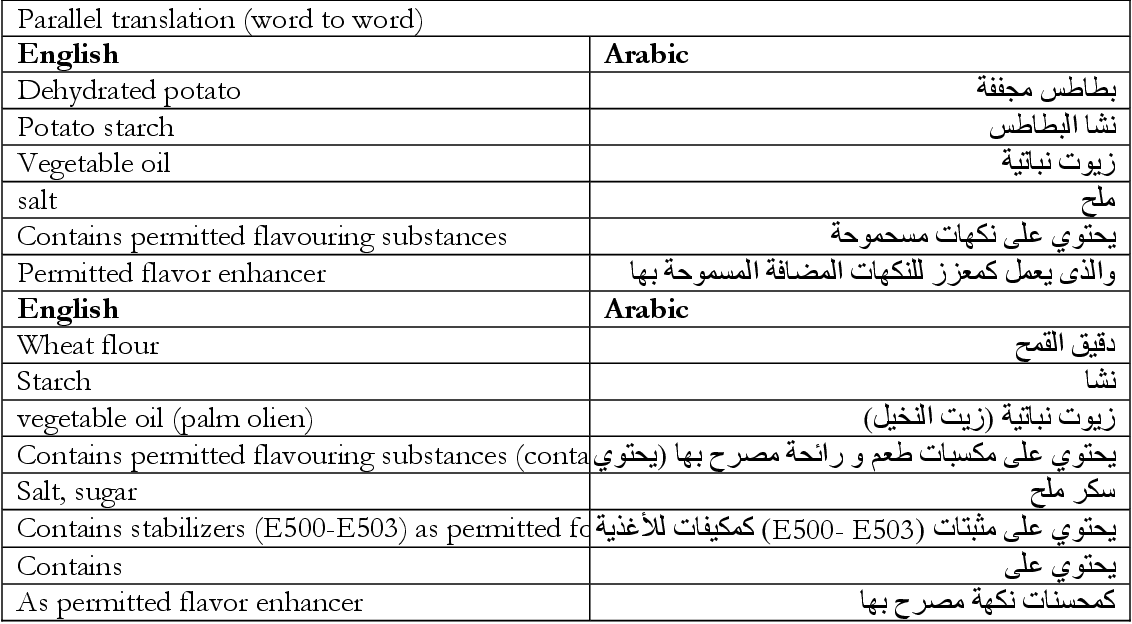 Parallel translation (word to word)
English Arabic
Dehydrated potato بطاطس مجففة
Potato starch نشا البطاطس
Vegetable oil زيوت نباتية
salt ملح
Contains permitted flavouring substances يحتوي على نكهات مسحموحة
Permitted flavor enhancer والذى يعمل كمعزز للنكهات المضافة المسموحة بها
English Arabic
Wheat flour دقيق القمح
Starch نشا
vegetable oil (palm olien) زيوت نباتية (زيت النخيل)
Contains permitted flavouring substances (conta يحتوي على مكسبات طعم و رائحة مصرح بها (يحتوي
Salt, sugar سكر ملح
Contains stabilizers (E500-E503) as permitted fo يحتوي على مثبتات (E500- E503) كمكيفات للأغذية
Contains يحتوي على
As permitted flavor enhancer كمحسنات نكهة مصرح بها